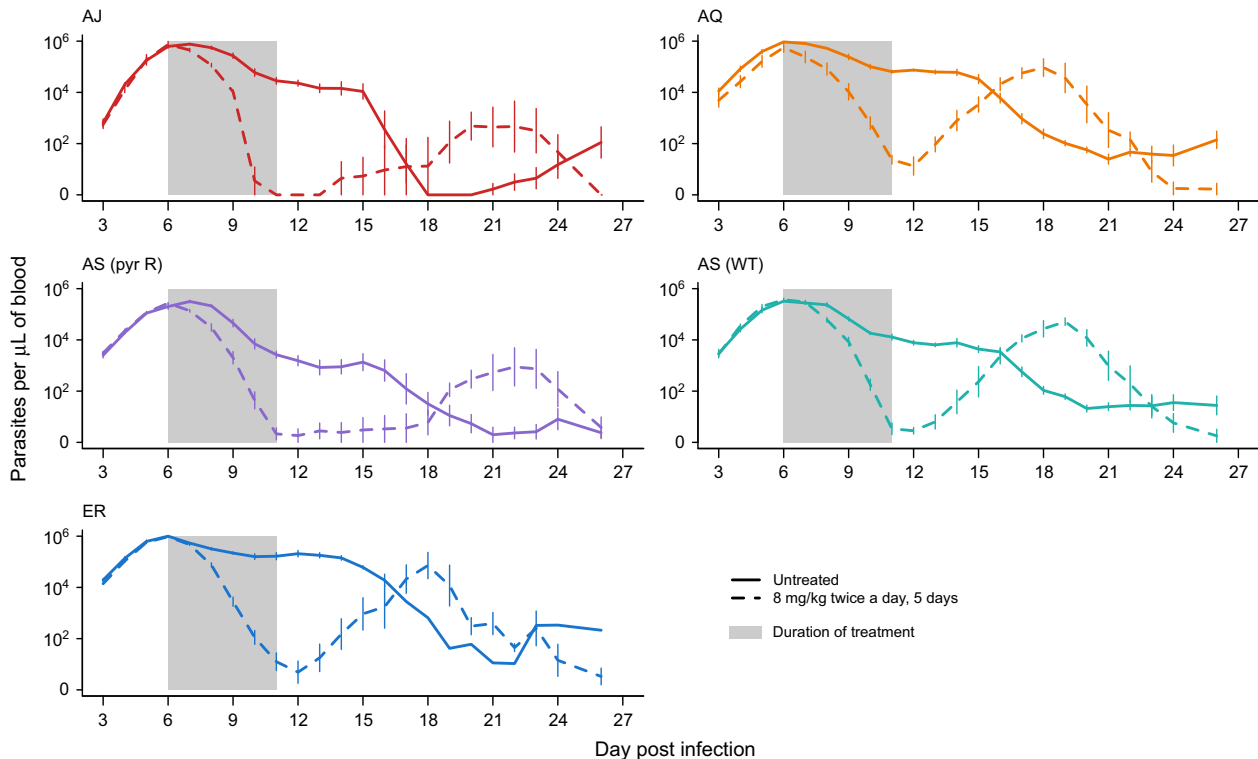 AJ
10⁶
10⁴
10²
0
3 6 9 12 15 18 21 24 27
AQ
10⁶
10⁴
10²
0
3 6 9 12 15 18 21 24 27
AS (pyr R)
10⁶
10⁴
10²
0
3 6 9 12 15 18 21 24 27
AS (WT)
10⁶
10⁴
10²
0
3 6 9 12 15 18 21 24 27
Parasites per μL of blood
ER
10⁶
10⁴
10²
0
3 6 9 12 15 18 21 24 27
Untreated
8 mg/kg twice a day, 5 days
Duration of treatment
Day post infection